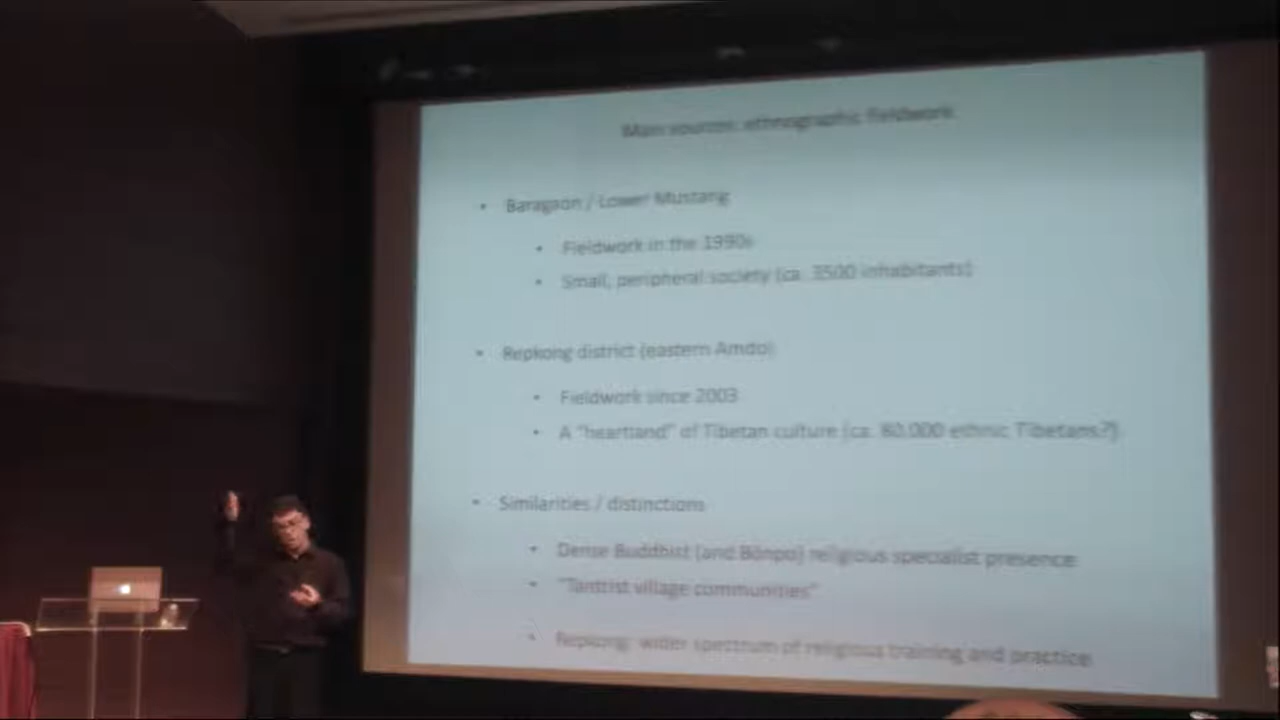 Main sources: ethnographic fieldwork
• Baragaon / Lower Mustang
• Fieldwork in the 1990s
• Small, peripheral society (ca. 3500 inhabitants)
• Repkong district (eastern Amdo)
• Fieldwork since 2003
• A "heartland" of Tibetan culture (ca. 80,000 ethnic Tibetans?)
• Similarities / distinctions
• Dense Buddhist (and Bönpo) religious specialist presence
• "Tantrist village communities"
• Repkong: wider spectrum of religious training and practice